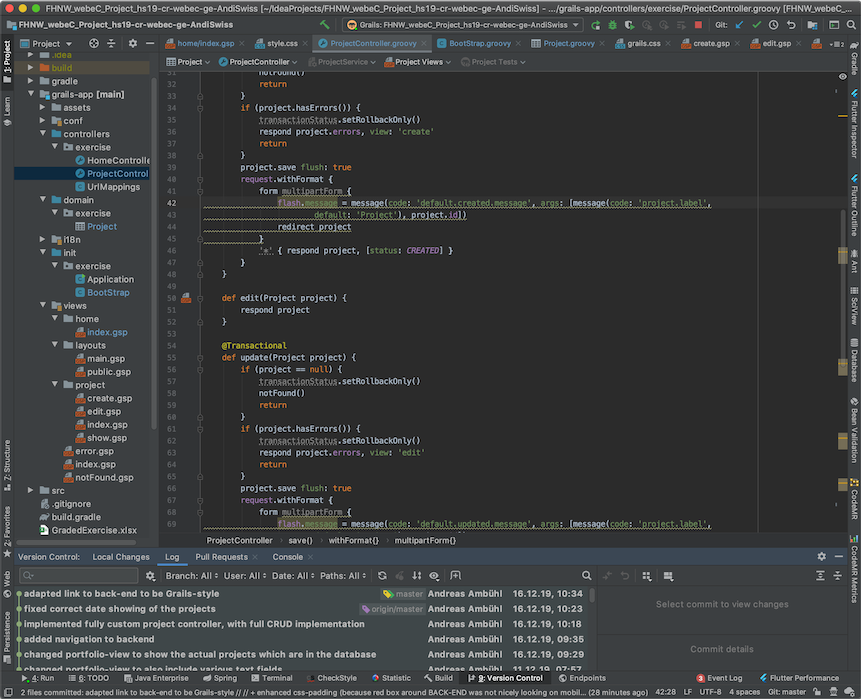 FHNW_webeC_Project_hs19-cr-webec-ge-AndiSwiss [~/IdeaProjects/FHNW_webeC_Project_hs19-cr-webec-ge-AndiSwiss] - .../grails-app/controllers/exercise/ProjectController.groovy [FHNW_webeC_Projec...
FHNW_webeC_Project_hs19-cr-webec-ge-AndiSwiss
Grails: FHNW_webeC_Project_hs19-cr-webec-ge-AndiSwiss
Git:
Project
home/index.gsp
style.css
ProjectController.groovy
BootStrap.groovy
Project.groovy
grails.css
create.gsp
edit.gsp
Project
ProjectController
ProjectService
Project Views
Project Tests
1: Project
Learn
7: Structure
2: Favorites
Web
Persistence
.idea
build
gradle
grails-app [main]
assets
conf
controllers
exercise
HomeControlle
ProjectControl
UrlMappings
domain
exercise
Project
i18n
init
exercise
Application
BootStrap
views
home
index.gsp
layouts
main.gsp
public.gsp
project
create.gsp
edit.gsp
index.gsp
show.gsp
error.gsp
index.gsp
notFound.gsp
src
.gitignore
build.gradle
GradedExercise.xlsx
31 notFound()
32 return
33 }
34 if (project.hasErrors()) {
35 transactionStatus.setRollbackOnly()
36 respond project.errors, view: 'create'
37 return
38 }
39 project.save flush: true
40 request.withFormat {
41 form multipartForm {
42 flash.message = message(code: 'default.created.message', args: [message(code: 'project.label',
43 default: 'Project'), project.id])
44 redirect project
45 }
46 '*' { respond project, [status: CREATED] }
47 }
48 }
49
50 def edit(Project project) {
51 respond project
52 }
53
54 @Transactional
55 def update(Project project) {
56 if (project == null) {
57 transactionStatus.setRollbackOnly()
58 notFound()
59 return
60 }
61 if (project.hasErrors()) {
62 transactionStatus.setRollbackOnly()
63 respond project.errors, view: 'edit'
64 return
65 }
66 project.save flush: true
67 request.withFormat {
68 form multipartForm {
69 flash.message = message(code: 'default.updated.message', args: [message(code: 'project.label',
ProjectController
save()
withFormat{}
multipartForm{}
Gradle
Flutter Inspector
Flutter Outline
Ant
SciView
Database
Bean Validation
CodeMR
CodeMR Metrics
Version Control:
Local Changes
Log
Pull Requests
Console
Branch: All
User: All
Date: All
Paths: All
adapted link to back-end to be Grails-style master Andreas Ambühl 16.12.19, 10:34
fixed correct date showing of the projects origin/master Andreas Ambühl 16.12.19, 10:23
implemented fully custom project controller, with full CRUD implementation Andreas Ambühl 16.12.19, 10:18
added navigation to backend Andreas Ambühl 16.12.19, 09:35
changed portfolio-view to show the actual projects which are in the database Andreas Ambühl 16.12.19, 09:29
changed portfolio-view to also include various text fields Andreas Ambühl 11.12.19, 07:57
Select commit to view changes
Commit details
4: Run
6: TODO
Java Enterprise
Spring
Terminal
CheckStyle
Statistic
Build
9: Version Control
Endpoints
3 Event Log
Flutter Performance
2 files committed: adapted link to back-end to be Grails-style // // + enhanced css-padding (because red box around BACK-END was not nicely looking on mobil... (28 minutes ago)
42:28
LF
UTF-8
4 spaces
Git: master